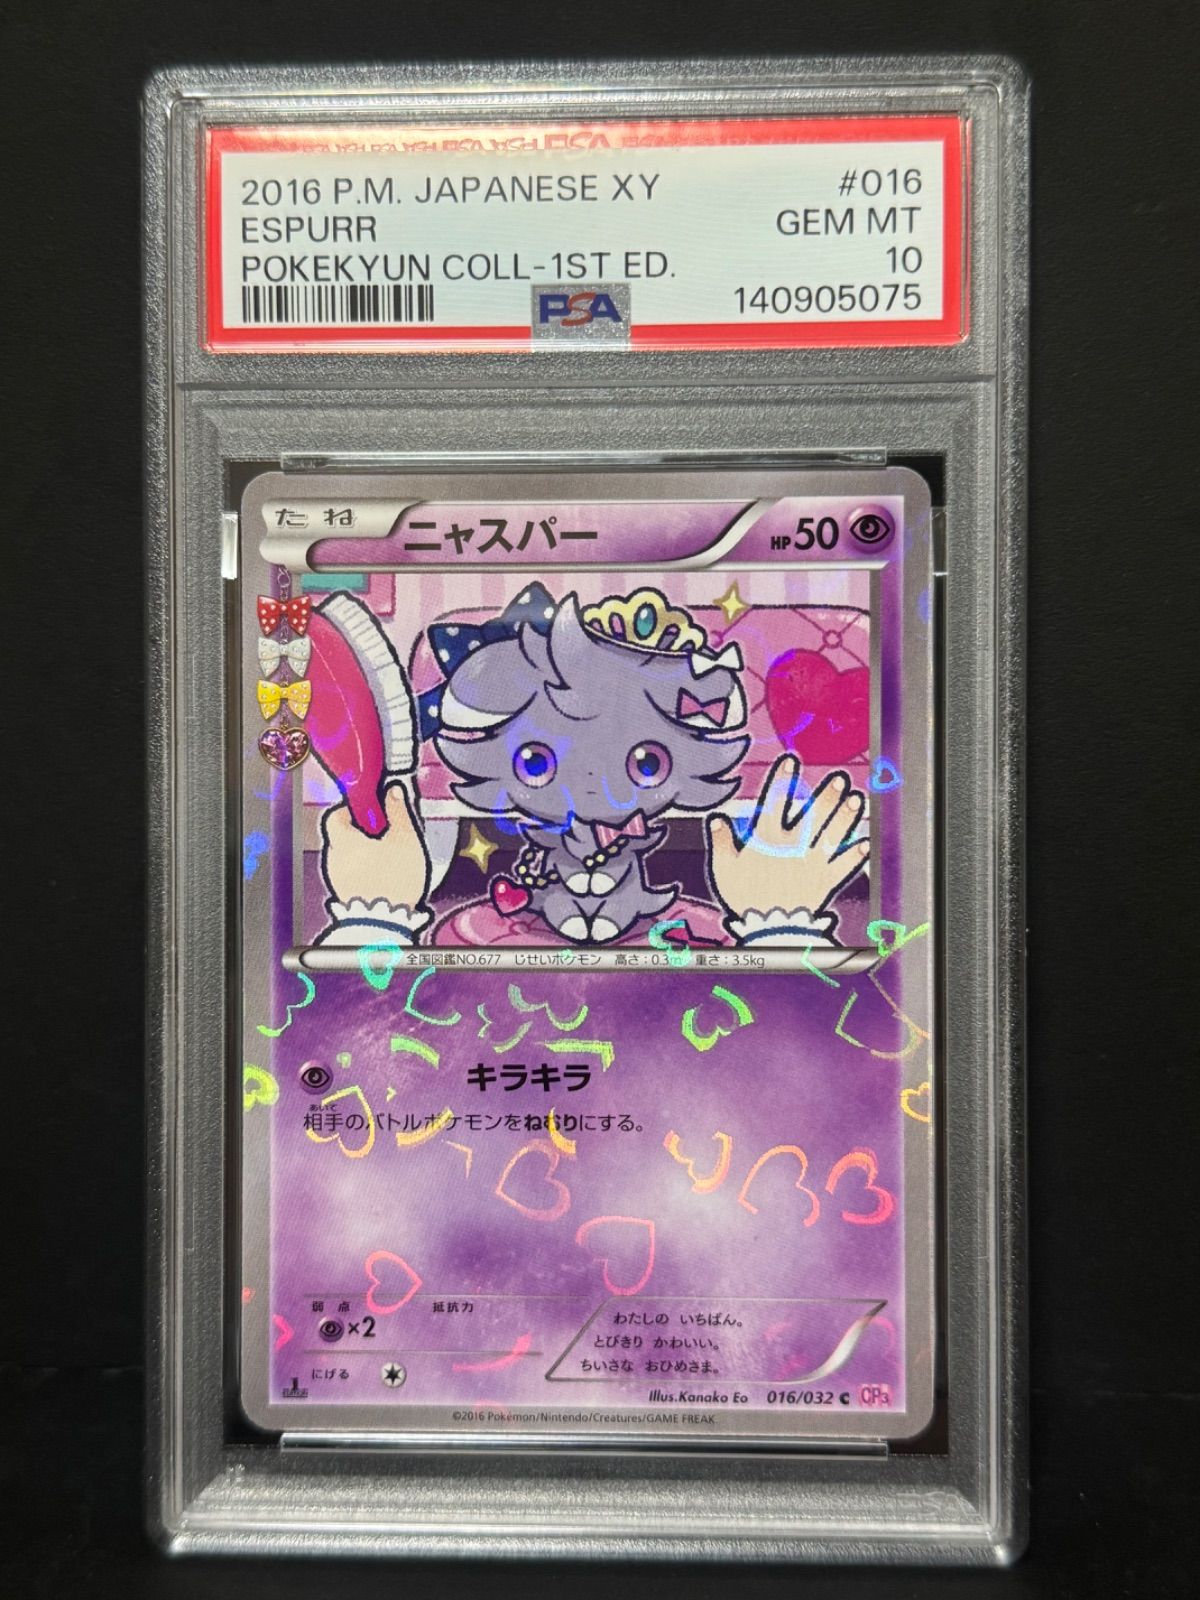 2016 P.M. JAPANESE XY #016
ESPURR GEM MT
POKEKYUN COLL-1ST ED. 10
PSA 140905075
たね ニャスパー HP50
全国図鑑NO.677 じせいポケモン 高さ:0.3m 重さ:3.5kg
キラキラ
あいて
相手のバトルポケモンをねむりにする。
弱点 抵抗力
×2
にげる
わたしの いちばん。
とびきり かわいい。
ちいさな おひめさま。
1 EDITION
Illus.Kanako Eo 016/032 C CP3
©2016 Pokémon/Nintendo/Creatures/GAME FREAK